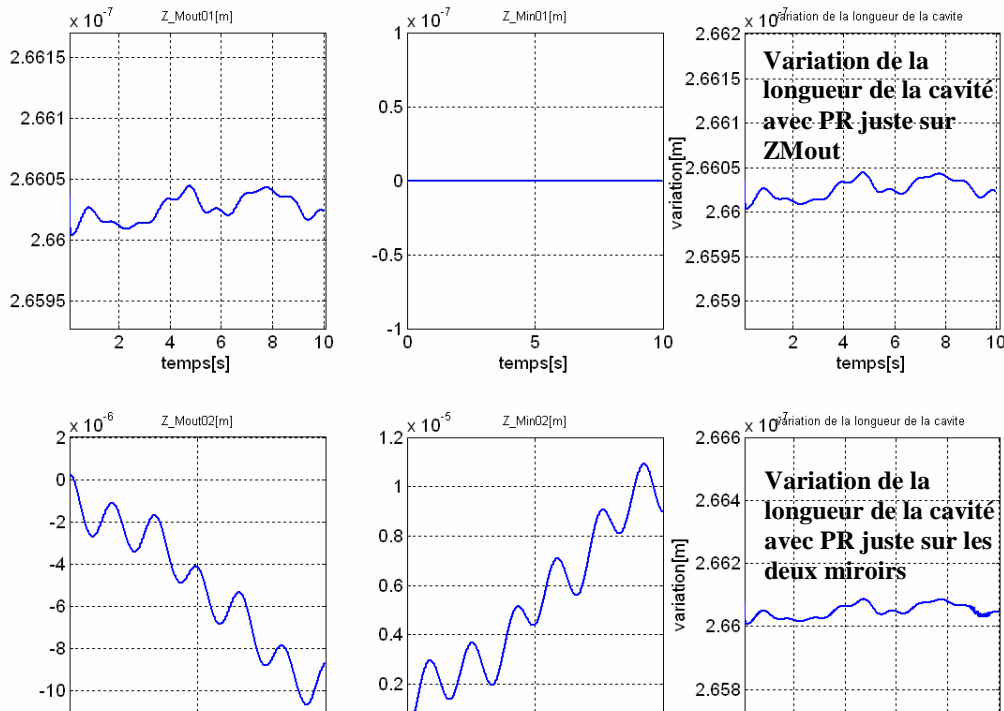 x 10⁻⁷
Z_Mout01[m]
2.6615
2.661
2.6605
2.66
2.6595
2 4 6 8 10
temps[s]
x 10⁻⁷
Z_Min01[m]
1
0.5
0
-0.5
-1
0 5 10
temps[s]
x 10⁻⁷
variation de la longueur de la cavite
2.662
2.6615
2.661
2.6605
2.66
2.6595
2.659
variation[m]
Variation de la
longueur de la cavité
avec PR juste sur
ZMout
2 4 6 8 10
temps[s]
x 10⁻⁶
Z_Mout02[m]
2
0
-2
-4
-6
-8
-10
x 10⁻⁵
Z_Min02[m]
1.2
1
0.8
0.6
0.4
0.2
x 10⁻⁷
variation de la longueur de la cavite
2.666
2.664
2.662
2.66
2.658
variation[m]
Variation de la
longueur de la cavité
avec PR juste sur les
deux miroirs